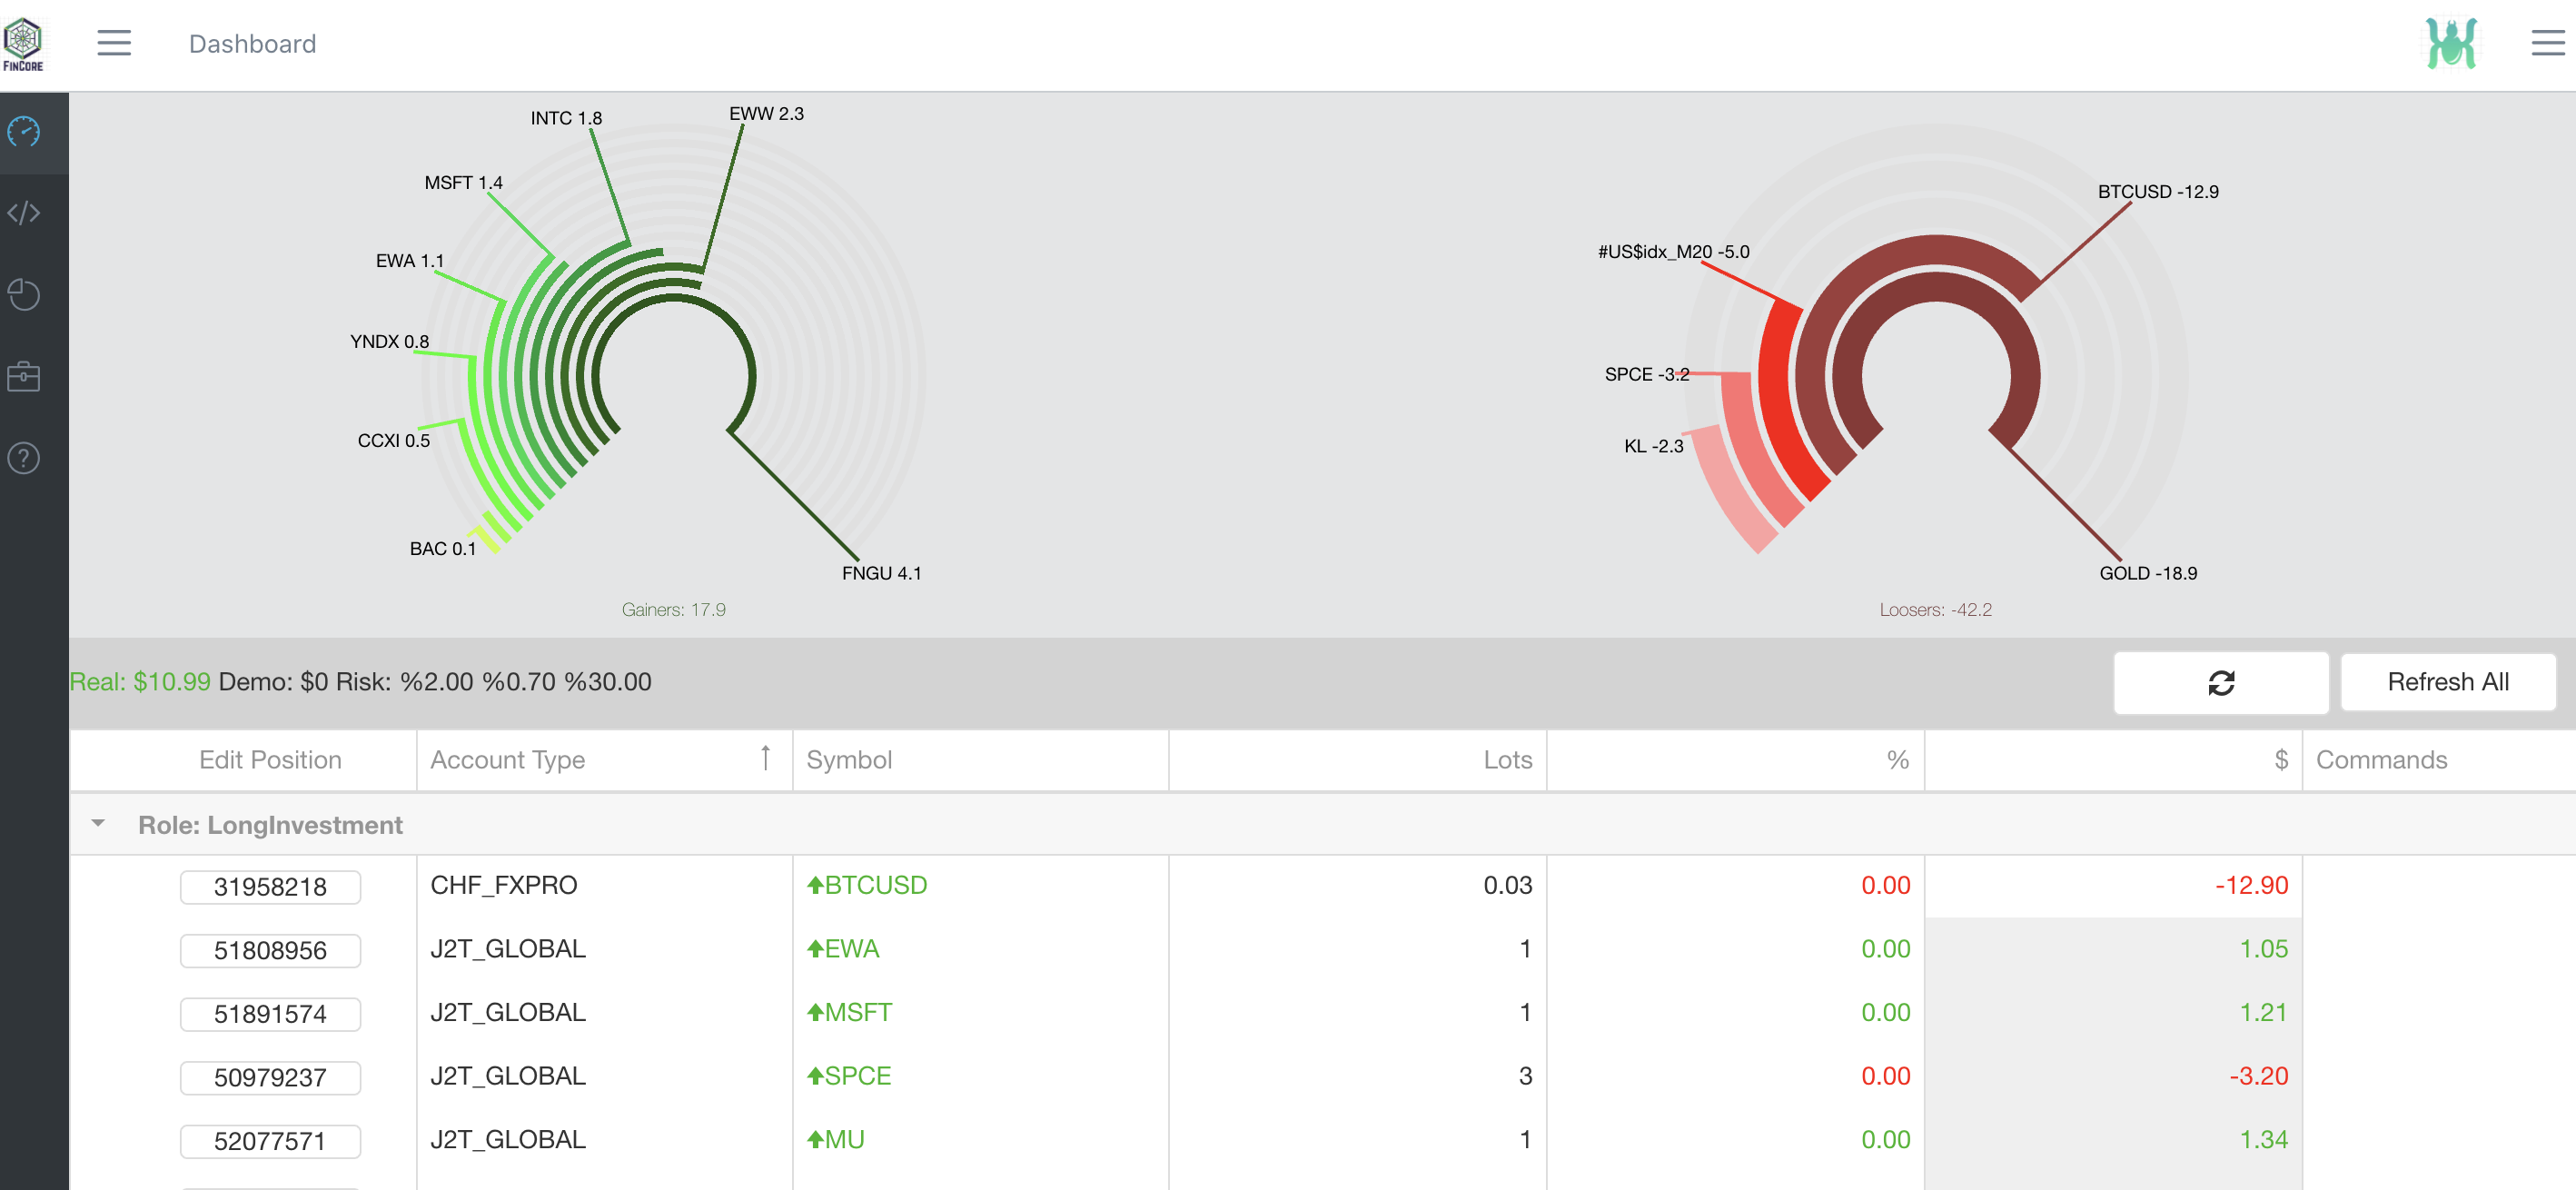 FINCORE
Dashboard
INTC 1.8
EWW 2.3
MSFT 1.4
EWA 1.1
YNDX 0.8
CCXI 0.5
BAC 0.1
FNGU 4.1
Gainers: 17.9
BTCUSD -12.9
#US$idx_M20 -5.0
SPCE -3.2
KL -2.3
GOLD -18.9
Loosers: -42.2
Real: $10.99 Demo: $0 Risk: %2.00 %0.70 %30.00
Refresh All
Edit Position Account Type Symbol Lots % $ Commands
Role: LongInvestment
31958218 CHF_FXPRO BTCUSD 0.03 0.00 -12.90
51808956 J2T_GLOBAL EWA 1 0.00 1.05
51891574 J2T_GLOBAL MSFT 1 0.00 1.21
50979237 J2T_GLOBAL SPCE 3 0.00 -3.20
52077571 J2T_GLOBAL MU 1 0.00 1.34